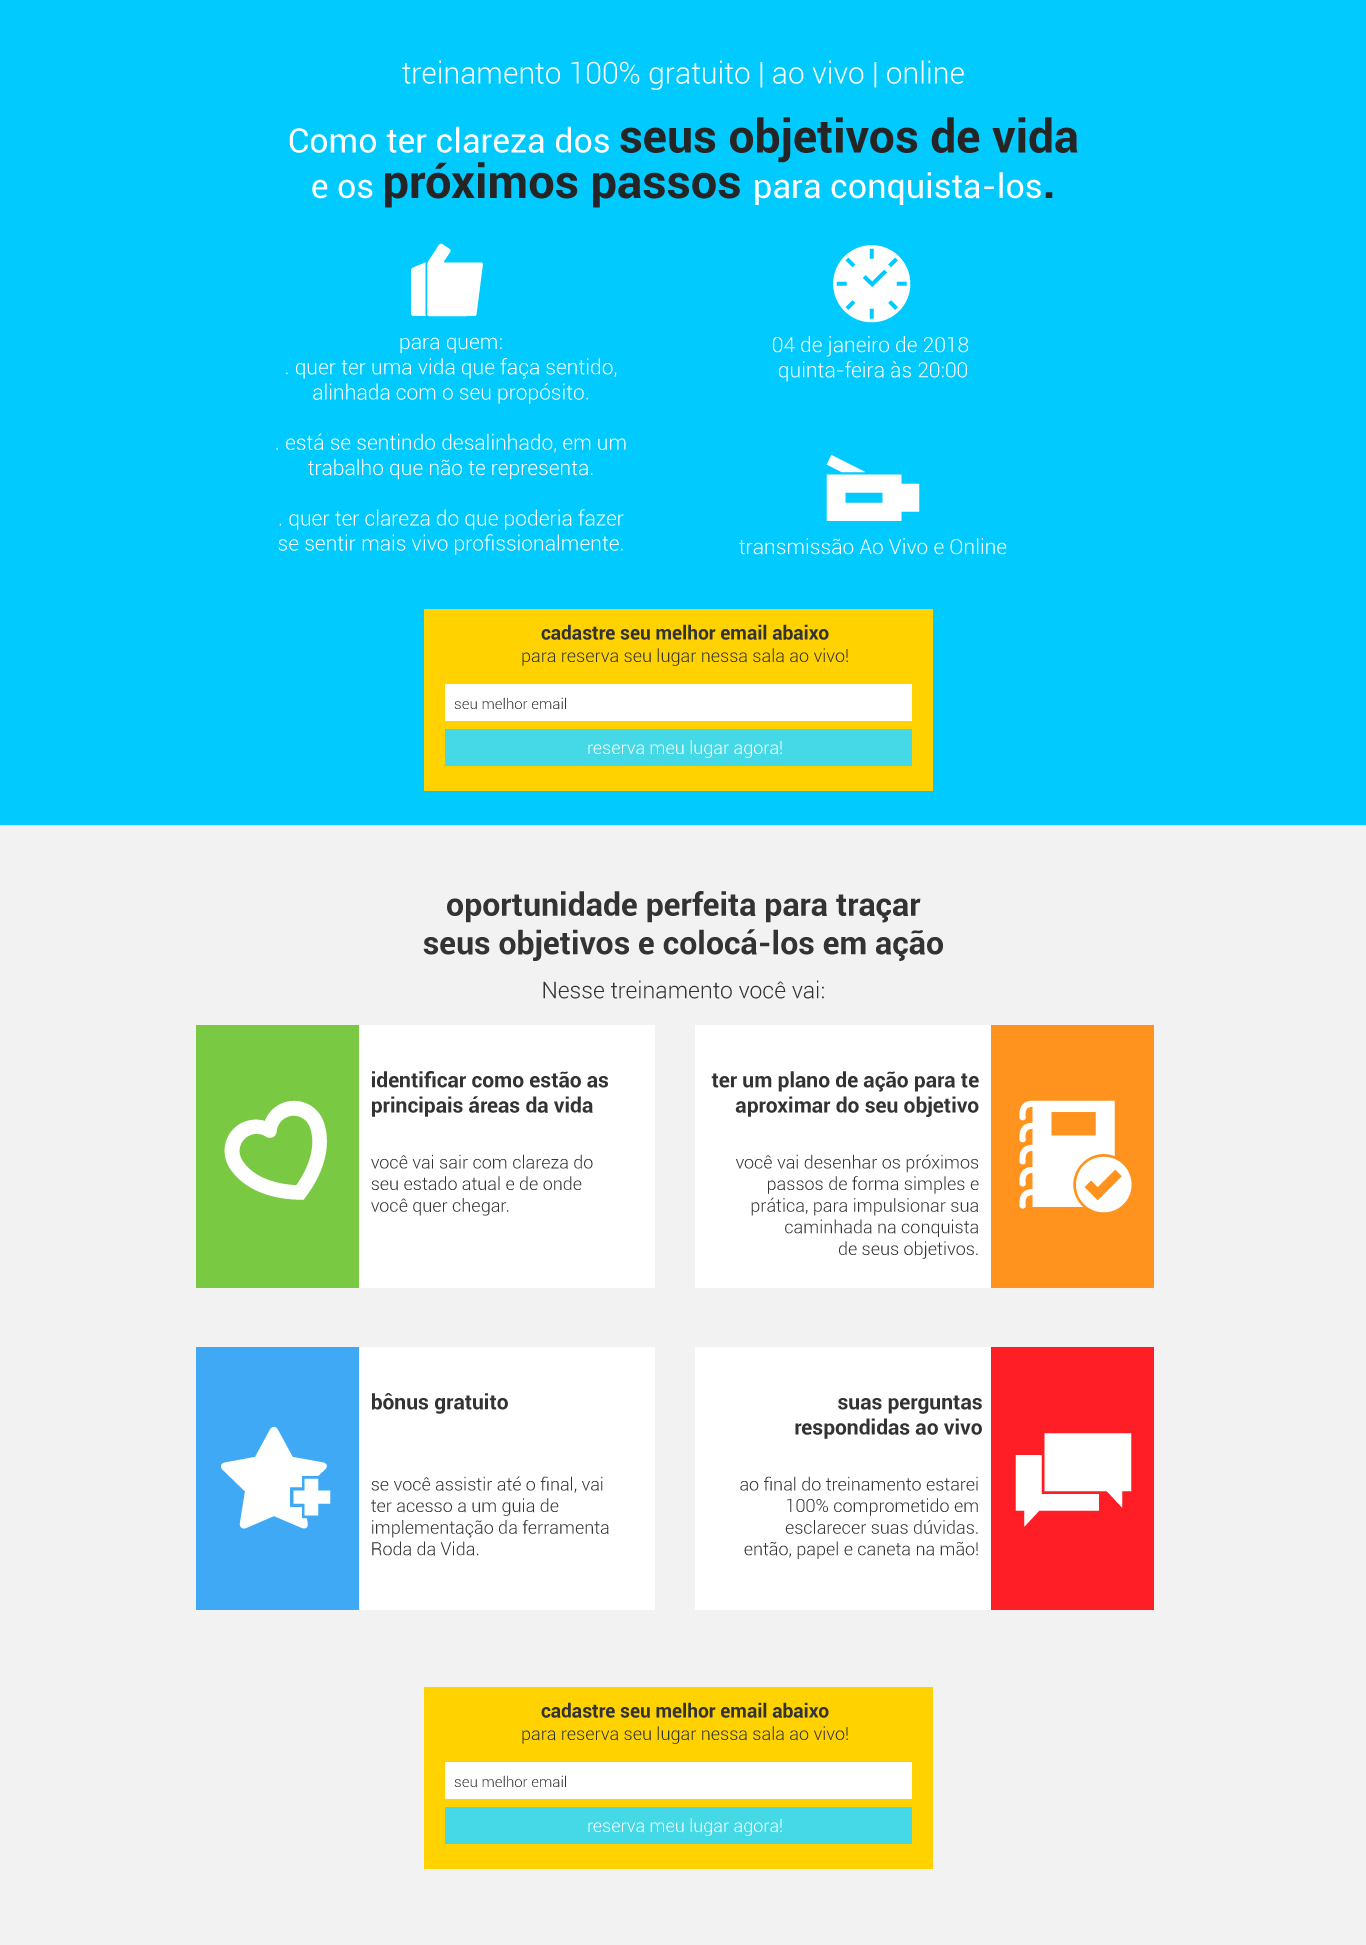 treinamento 100% gratuito | ao vivo | online
Como ter clareza dos seus objetivos de vida
e os próximos passos para conquista-los.
para quem:
. quer ter uma vida que faça sentido,
alinhada com o seu propósito.
. está se sentindo desalinhado, em um
trabalho que não te representa.
. quer ter clareza do que poderia fazer
se sentir mais vivo profissionalmente.
04 de janeiro de 2018
quinta-feira às 20:00
transmissão Ao Vivo e Online
cadastre seu melhor email abaixo
para reserva seu lugar nessa sala ao vivo!
seu melhor email
reserva meu lugar agora!
oportunidade perfeita para traçar
seus objetivos e colocá-los em ação
Nesse treinamento você vai:
identificar como estão as
principais áreas da vida
você vai sair com clareza do
seu estado atual e de onde
você quer chegar.
ter um plano de ação para te
aproximar do seu objetivo
você vai desenhar os próximos
passos de forma simples e
prática, para impulsionar sua
caminhada na conquista
de seus objetivos.
bônus gratuito
se você assistir até o final, vai
ter acesso a um guia de
implementação da ferramenta
Roda da Vida.
suas perguntas
respondidas ao vivo
ao final do treinamento estarei
100% comprometido em
esclarecer suas dúvidas.
então, papel e caneta na mão!
cadastre seu melhor email abaixo
para reserva seu lugar nessa sala ao vivo!
seu melhor email
reserva meu lugar agora!